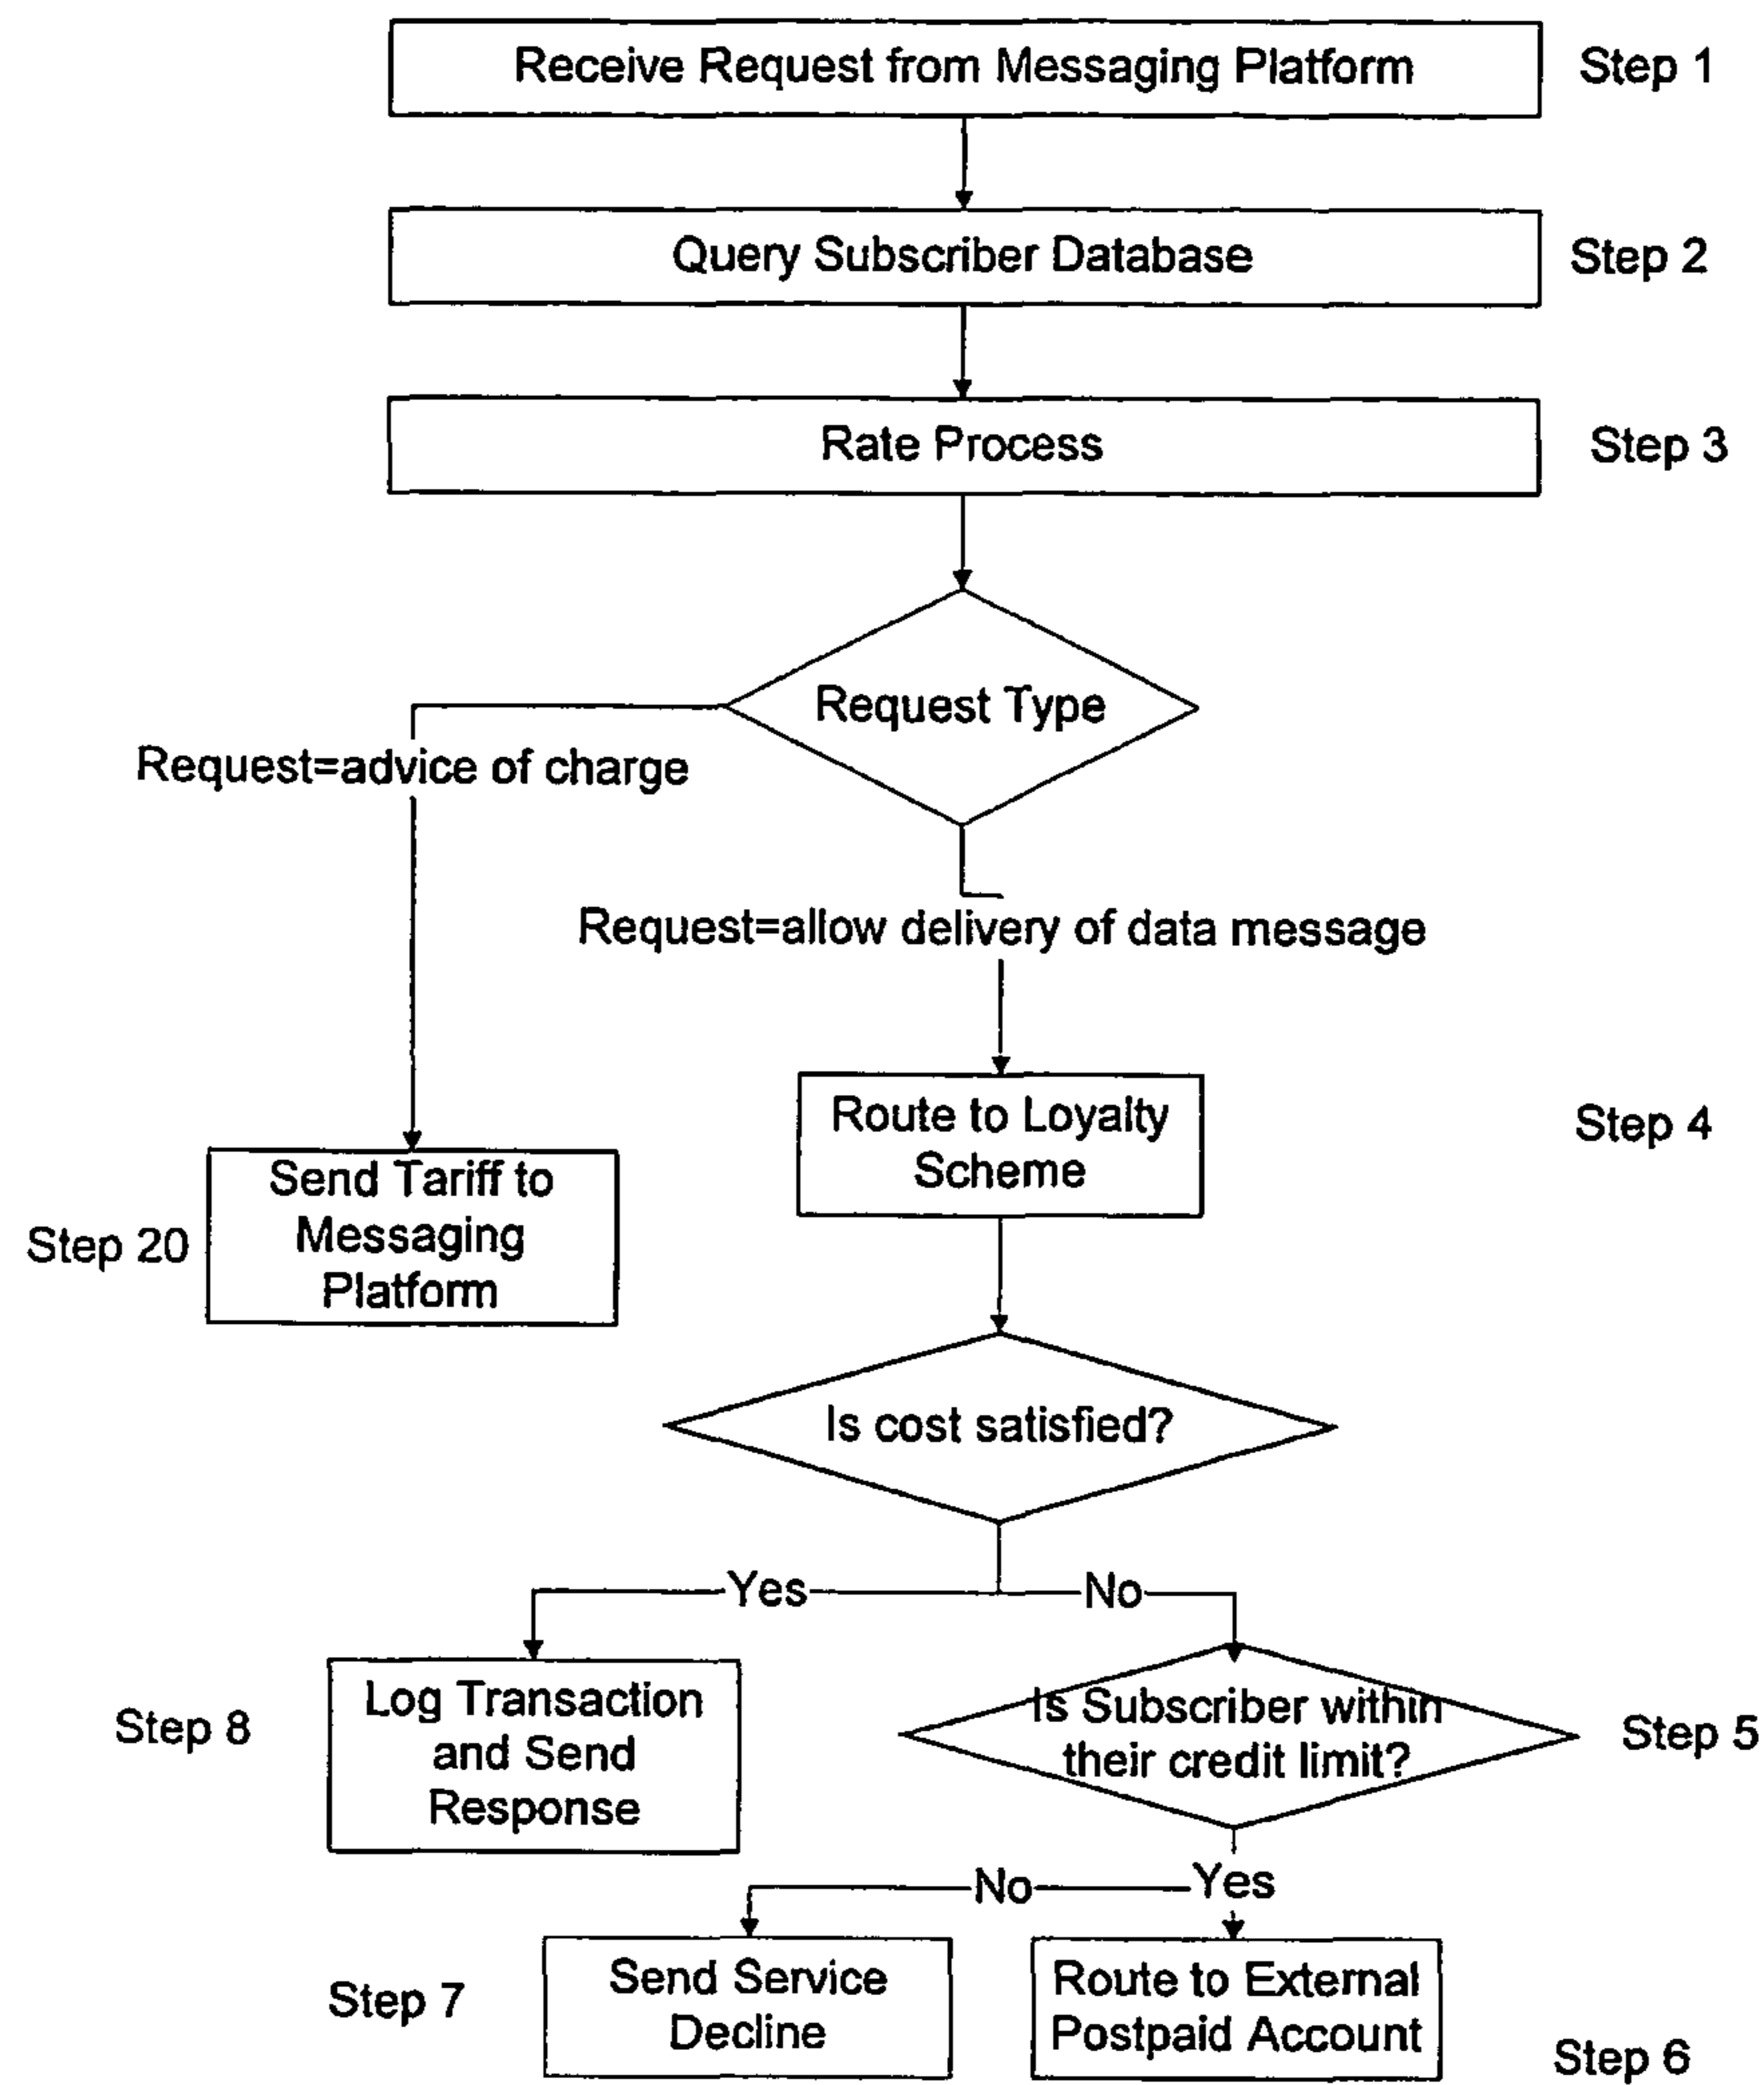 Receive Request from Messaging Platform
Step 1
Query Subscriber Database
Step 2
Rate Process
Step 3
Request Type
Request=advice of charge
Request=allow delivery of data message
Route to Loyalty
Scheme
Step 4
Send Tariff to
Messaging
Platform
Step 20
Is cost satisfied?
Yes
No
Log Transaction
and Send
Response
Step 8
Is Subscriber within
their credit limit?
Step 5
No
Yes
Send Service
Decline
Step 7
Route to External
Postpaid Account
Step 6